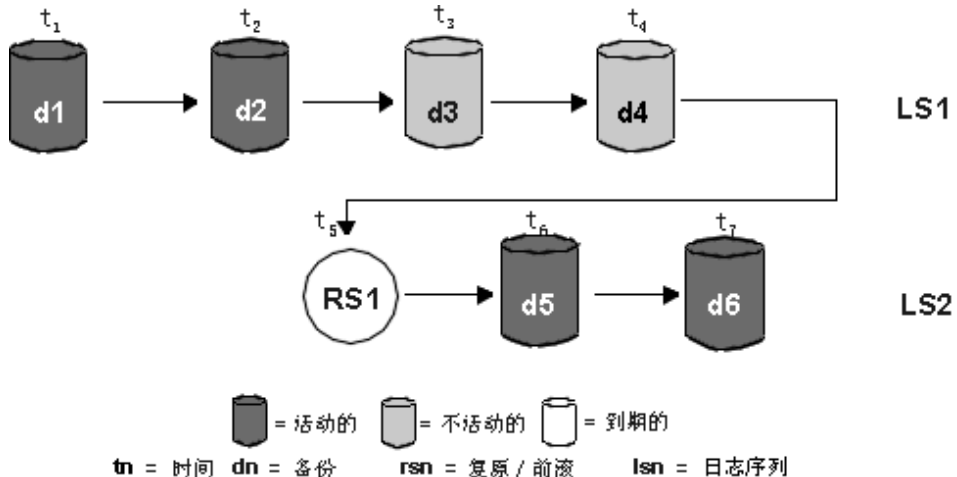 t1 t2 t3 t4
d1 d2 d3 d4 LS1
t5 t6 t7
RS1 d5 d6 LS2
= 活动的 = 不活动的 = 到期的
tn = 时间 dn = 备份 rsn = 复原 / 前滚 lsn = 日志序列